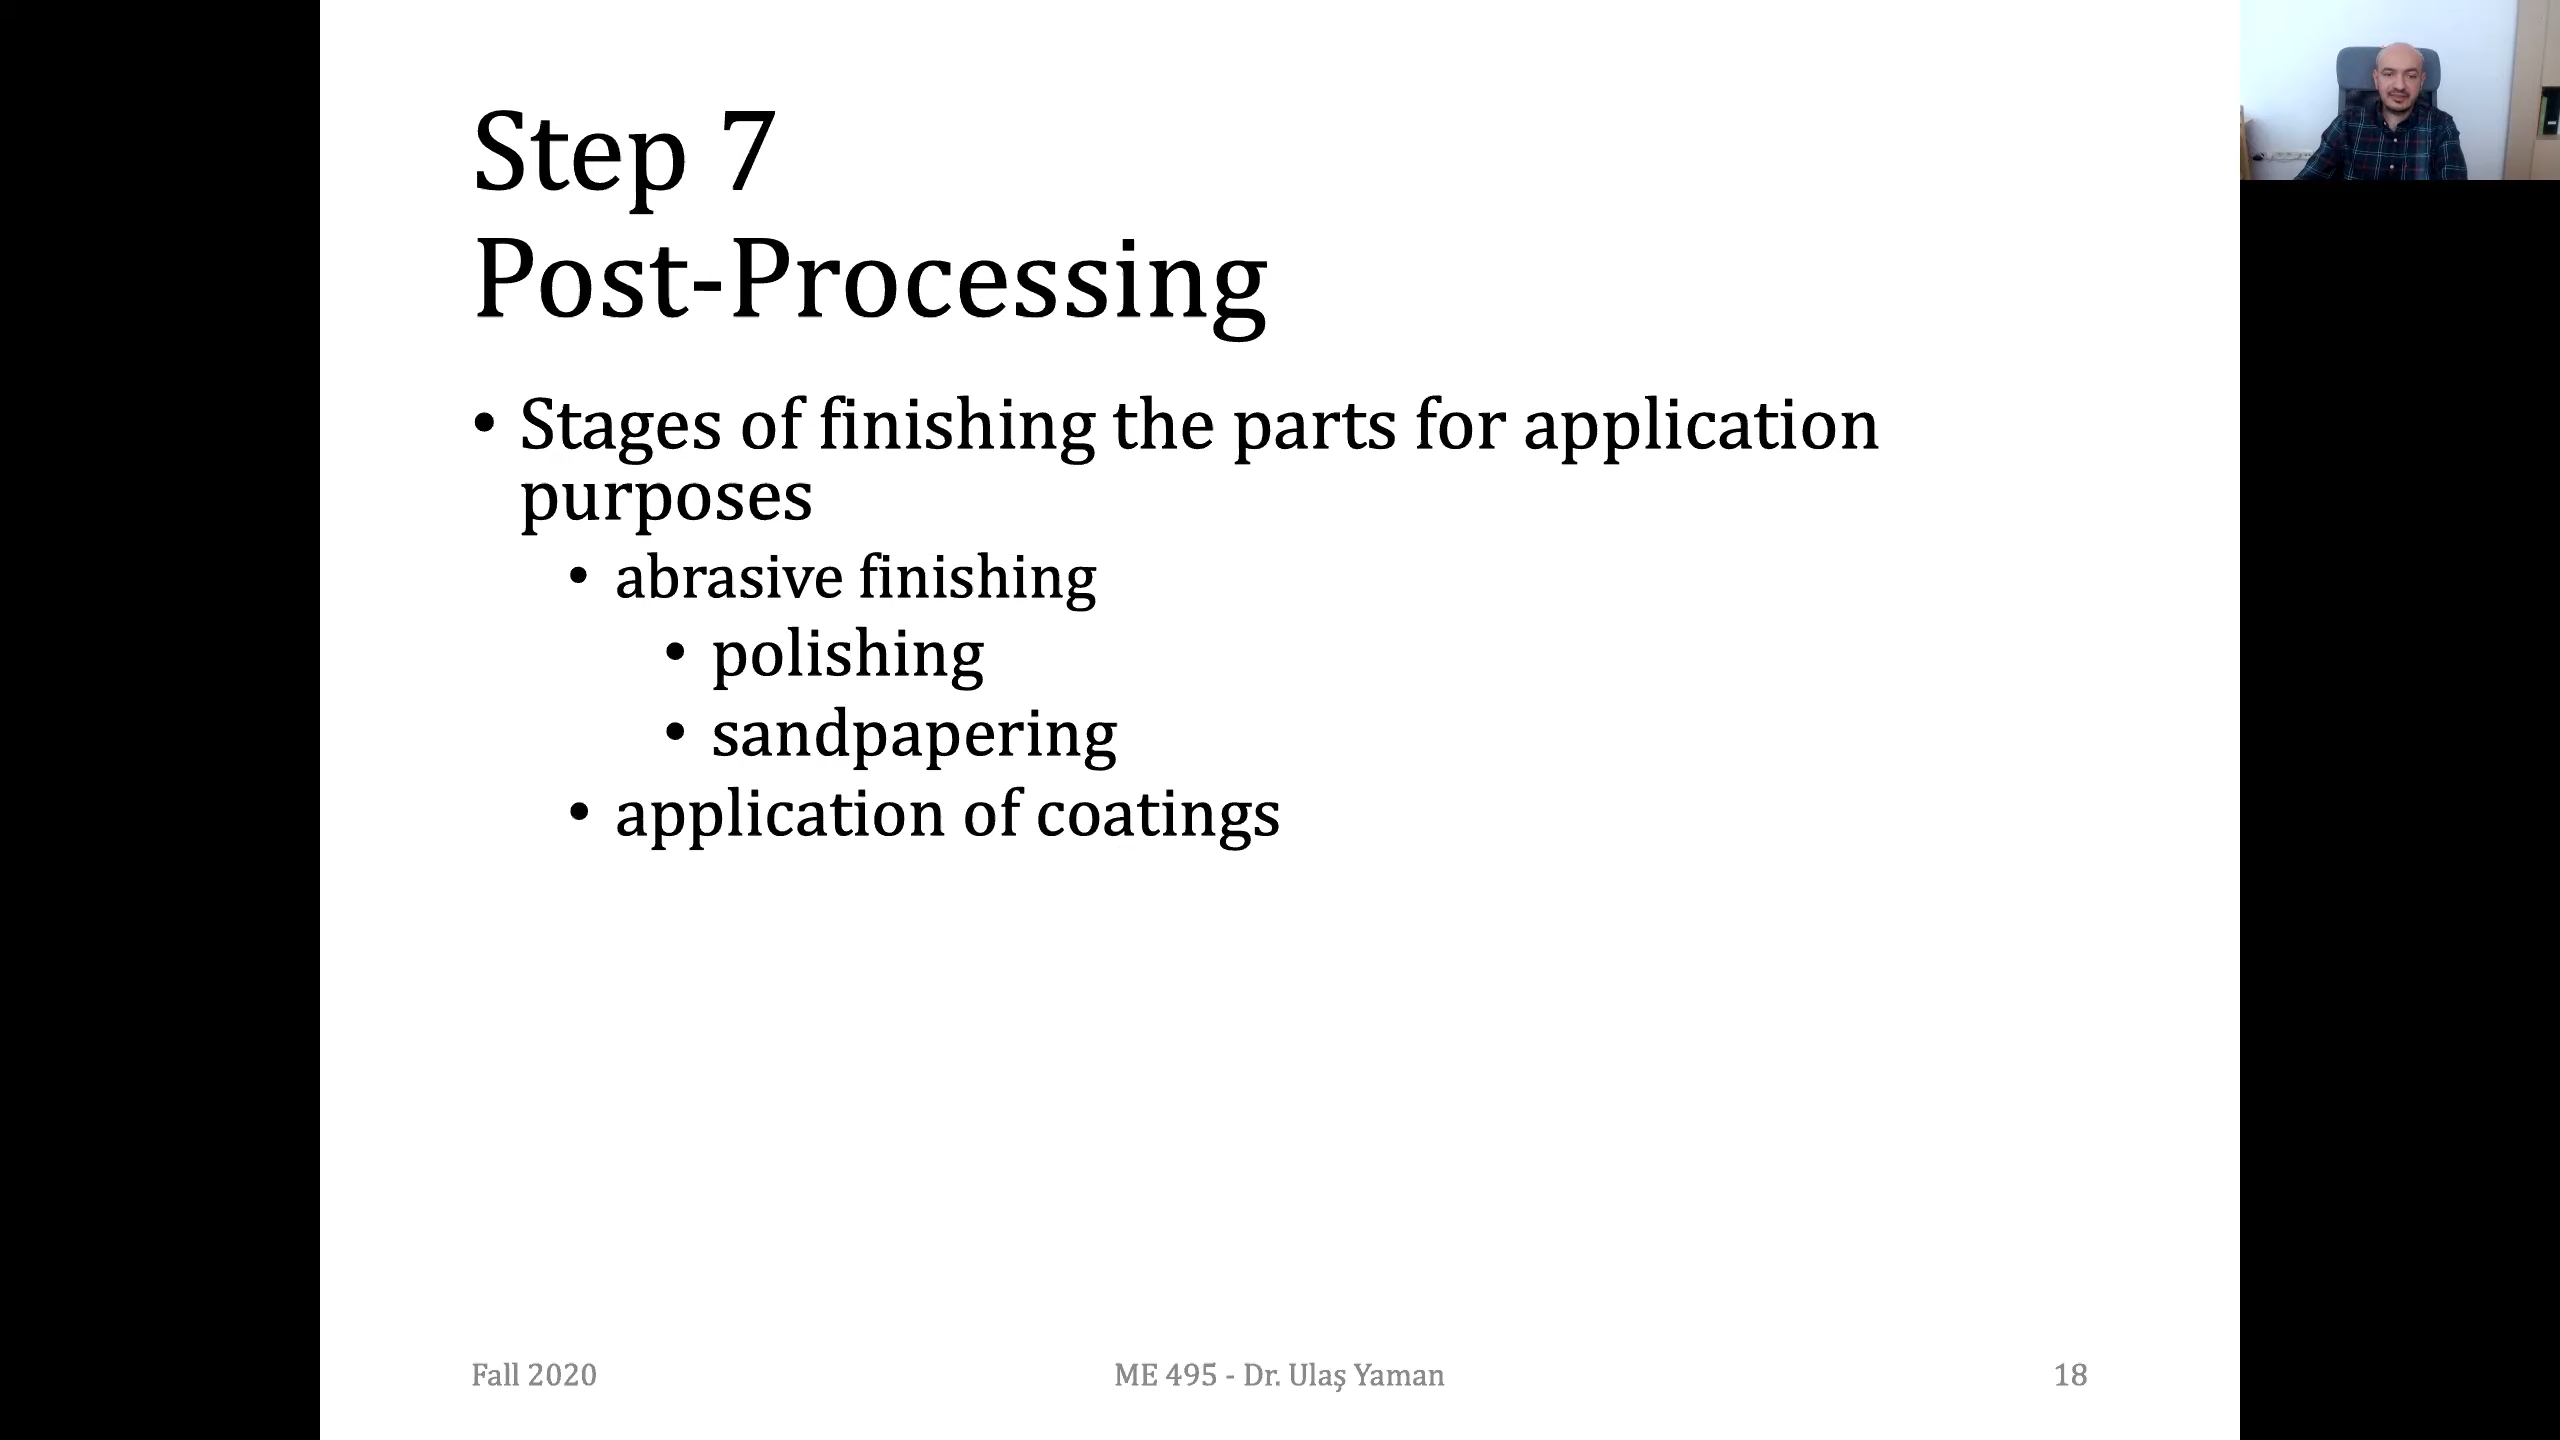 Step 7
Post-Processing
• Stages of finishing the parts for application
purposes
• abrasive finishing
• polishing
• sandpapering
• application of coatings
Fall 2020
ME 495 - Dr. Ulaş Yaman
18